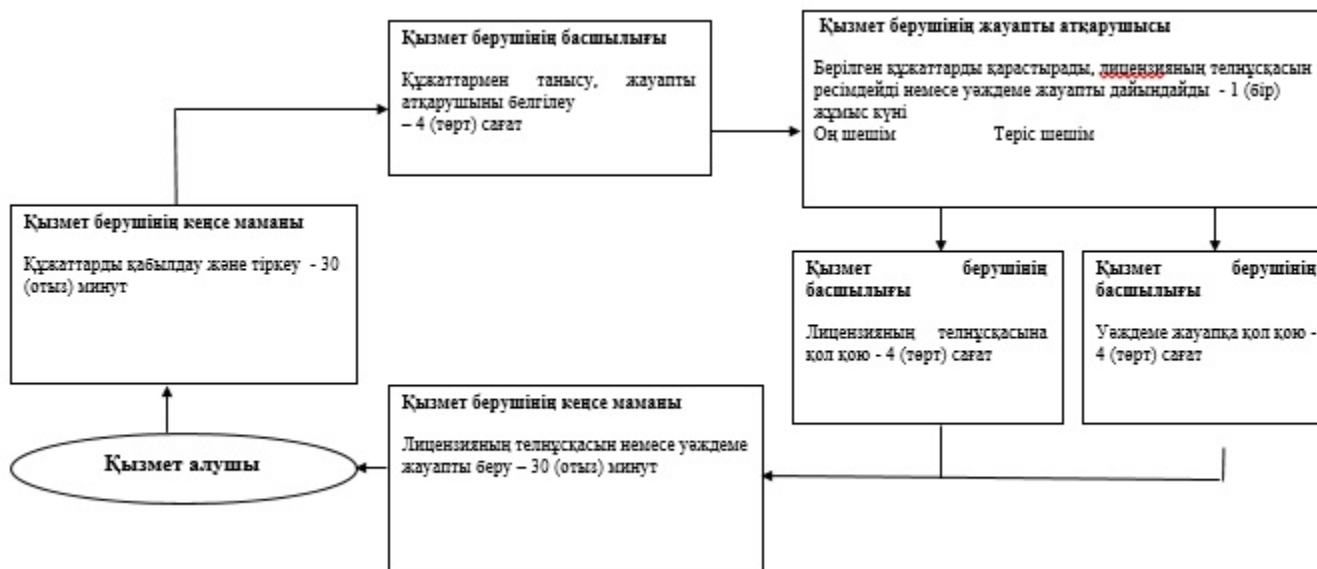 Қызмет берушінің басшылығы
Құжаттармен танысу, жауапты
атқарушыны белгілеу
– 4 (төрт) сағат
Қызмет берушінің жауапты атқарушысы
Берілген құжаттарды қарастырады, лицензияның телнұсқасын
ресімдейді немесе уәждеме жауапты дайындайды - 1 (бір)
жұмыс күні
Оң шешім Теріс шешім
Қызмет берушінің кеңсе маманы
Құжаттарды қабылдау және тіркеу - 30
(отыз) минут
Қызмет берушінің
басшылығы
Лицензияның телнұсқасына
қол қою - 4 (төрт) сағат
Қызмет берушінің
басшылығы
Уәждеме жауапқа қол қою -
4 (төрт) сағат
Қызмет берушінің кеңсе маманы
Лицензияның телнұсқасын немесе уәждеме
жауапты беру – 30 (отыз) минут
Қызмет алушы